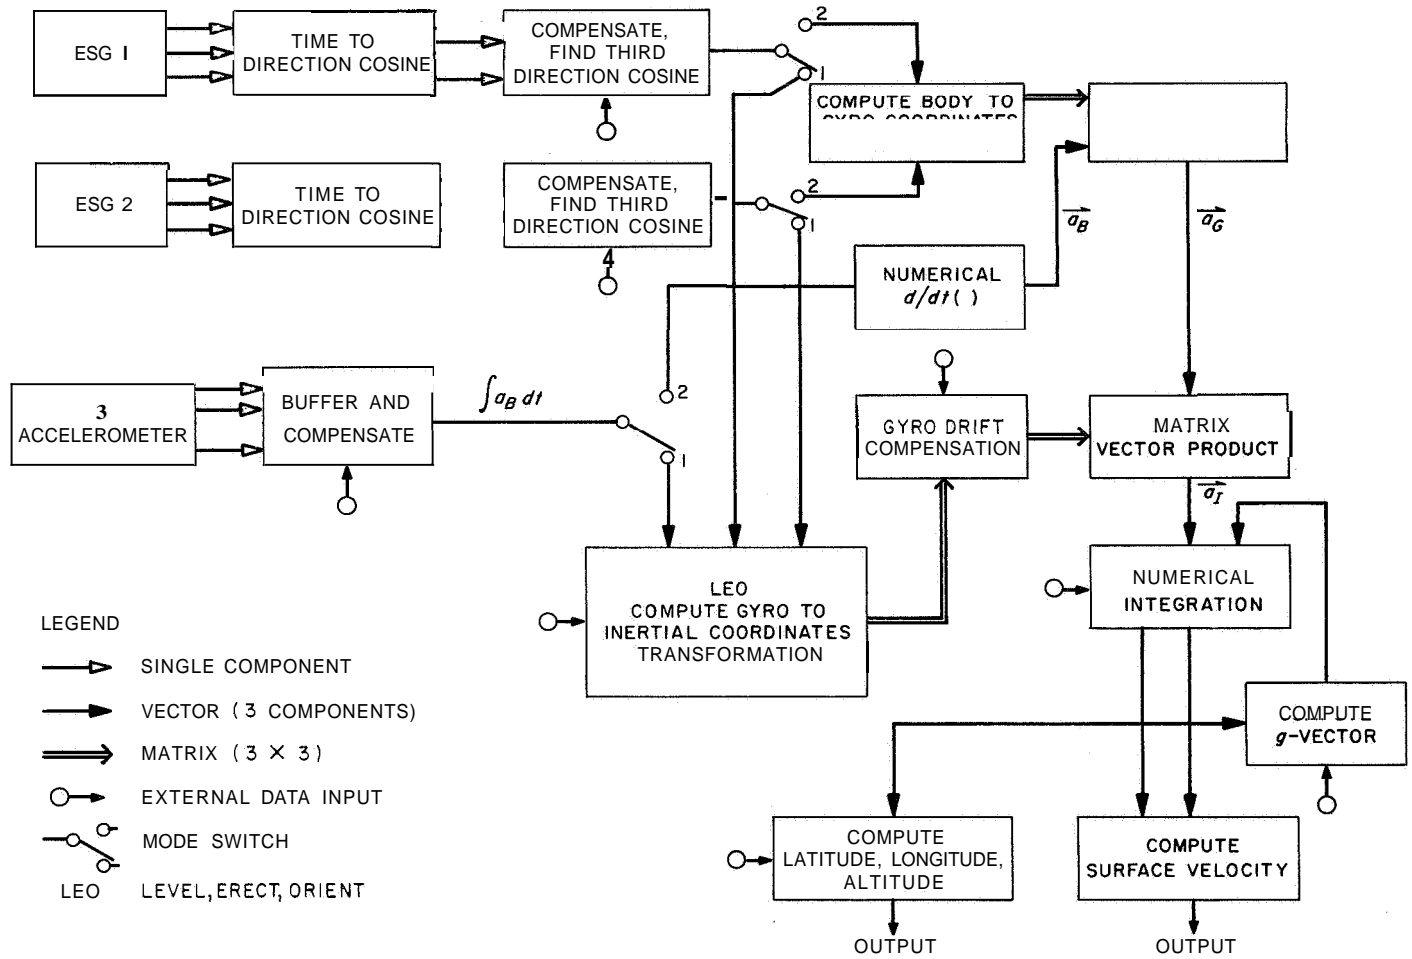 ESG 1
TIME TO
DIRECTION COSINE
COMPENSATE,
FIND THIRD
DIRECTION COSINE
2
1
COMPUTE BODY TO
GYRO COORDINATES
ESG 2
TIME TO
DIRECTION COSINE
COMPENSATE,
FIND THIRD
DIRECTION COSINE
4
2
1
a_B
a_G
NUMERICAL
d/dt( )
3
ACCELEROMETER
BUFFER AND
COMPENSATE
∫ a_B dt
2
1
GYRO DRIFT
COMPENSATION
MATRIX
VECTOR PRODUCT
a_I
LEO
COMPUTE GYRO TO
INERTIAL COORDINATES
TRANSFORMATION
NUMERICAL
INTEGRATION
COMPUTE
g-VECTOR
COMPUTE
LATITUDE, LONGITUDE,
ALTITUDE
COMPUTE
SURFACE VELOCITY
OUTPUT
OUTPUT
LEGEND
SINGLE COMPONENT
VECTOR (3 COMPONENTS)
MATRIX (3 × 3)
EXTERNAL DATA INPUT
MODE SWITCH
LEO LEVEL, ERECT, ORIENT